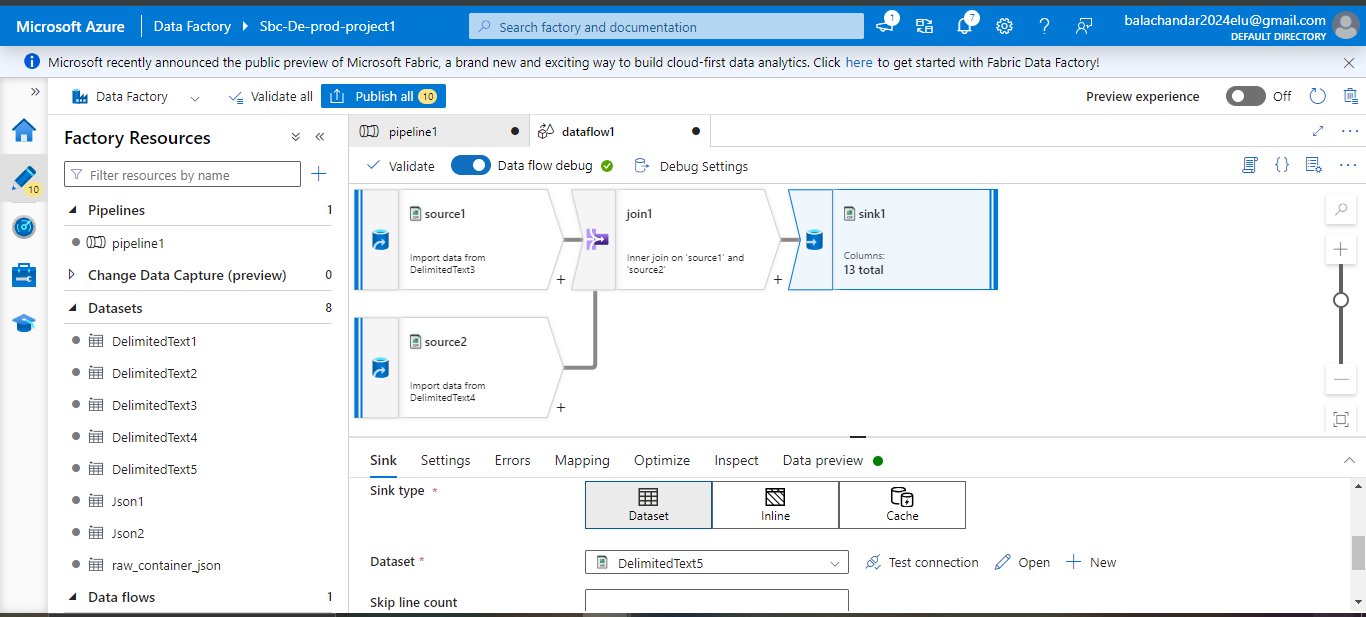 Microsoft Azure Data Factory Sbc-De-prod-project1 Search factory and documentation 1 7 balachandar2024elu@gmail.com
DEFAULT DIRECTORY
Microsoft recently announced the public preview of Microsoft Fabric, a brand new and exciting way to build cloud-first data analytics. Click here to get started with Fabric Data Factory!
Data Factory Validate all Publish all 10 Preview experience Off
Factory Resources
Filter resources by name
10
Pipelines 1
pipeline1
Change Data Capture (preview) 0
Datasets 8
DelimitedText1
DelimitedText2
DelimitedText3
DelimitedText4
DelimitedText5
Json1
Json2
raw_container_json
Data flows 1
pipeline1 dataflow1
Validate Data flow debug Debug Settings
source1
Import data from
DelimitedText3
+
join1
Inner join on 'source1' and
'source2'
+
sink1
Columns:
13 total
source2
Import data from
DelimitedText4
+
Sink Settings Errors Mapping Optimize Inspect Data preview
Sink type *
Dataset Inline Cache
Dataset * DelimitedText5 Test connection Open New
Skip line count